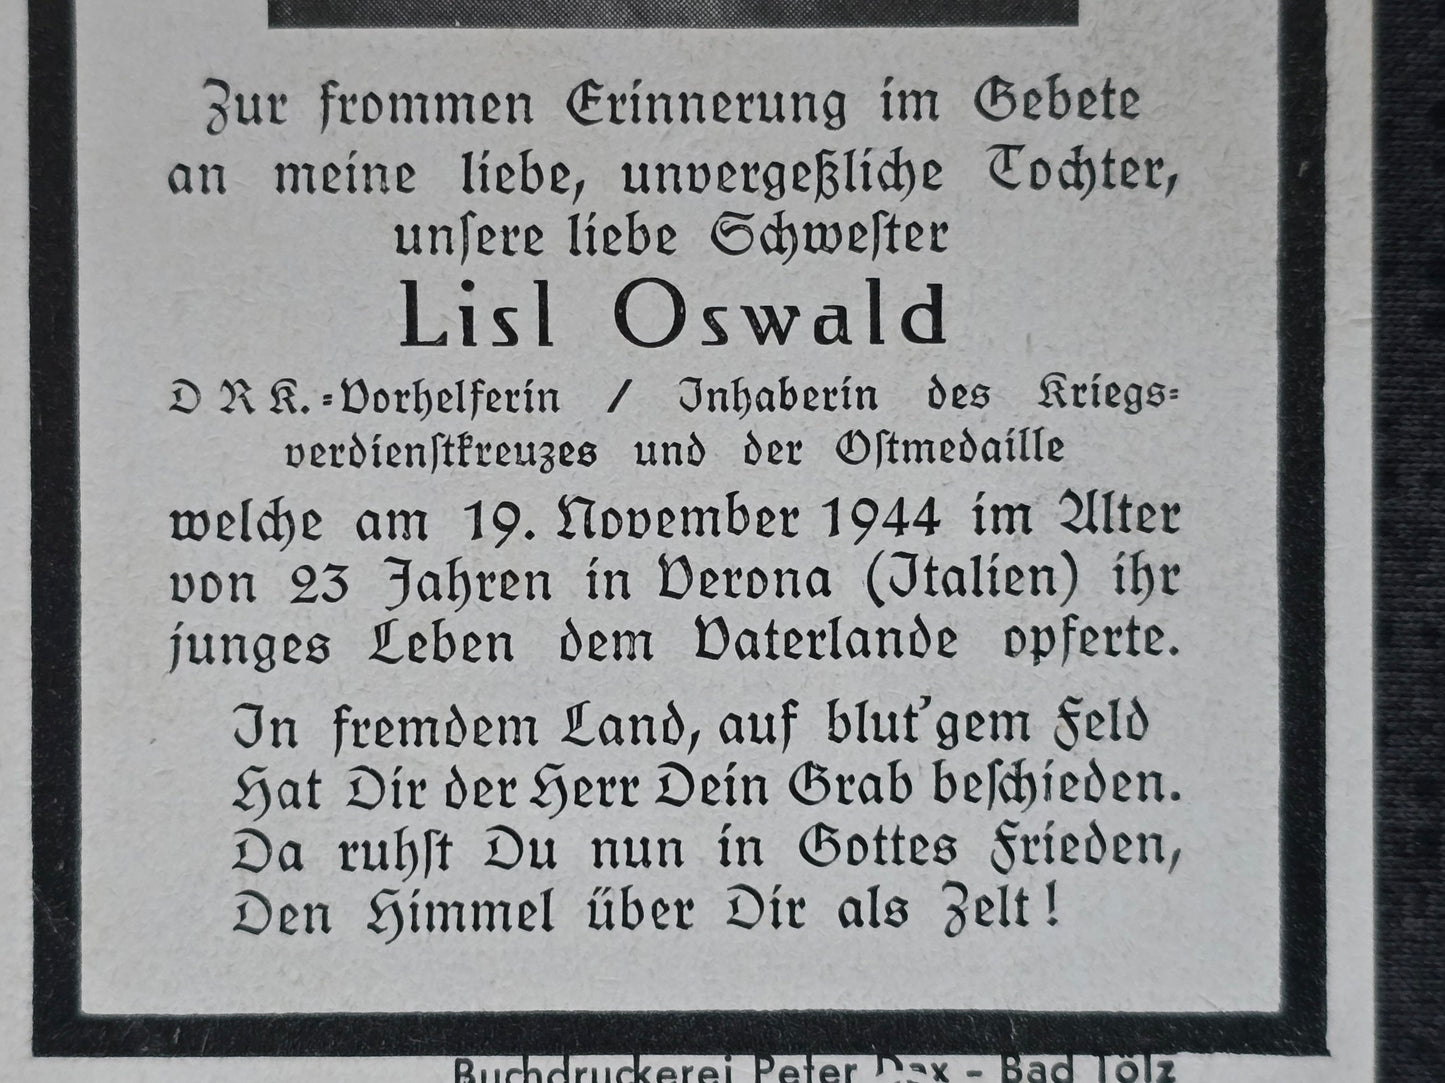 Zur frommen Erinnerung im Gebete
an meine liebe, unvergeßliche Tochter,
unsere liebe Schwester
Lisl Oswald
DRK.-Vorhelferin / Inhaberin des Kriegs-
verdienstkreuzes und der Ostmedaille
welche am 19. November 1944 im Alter
von 23 Jahren in Verona (Italien) ihr
junges Leben dem Vaterlande opferte.
In fremdem Land, auf blut'gem Feld
Hat Dir der Herr Dein Grab beschieden.
Da ruhst Du nun in Gottes Frieden,
Den Himmel über Dir als Zelt!
Buchdruckerei Peter - Bad Tölz